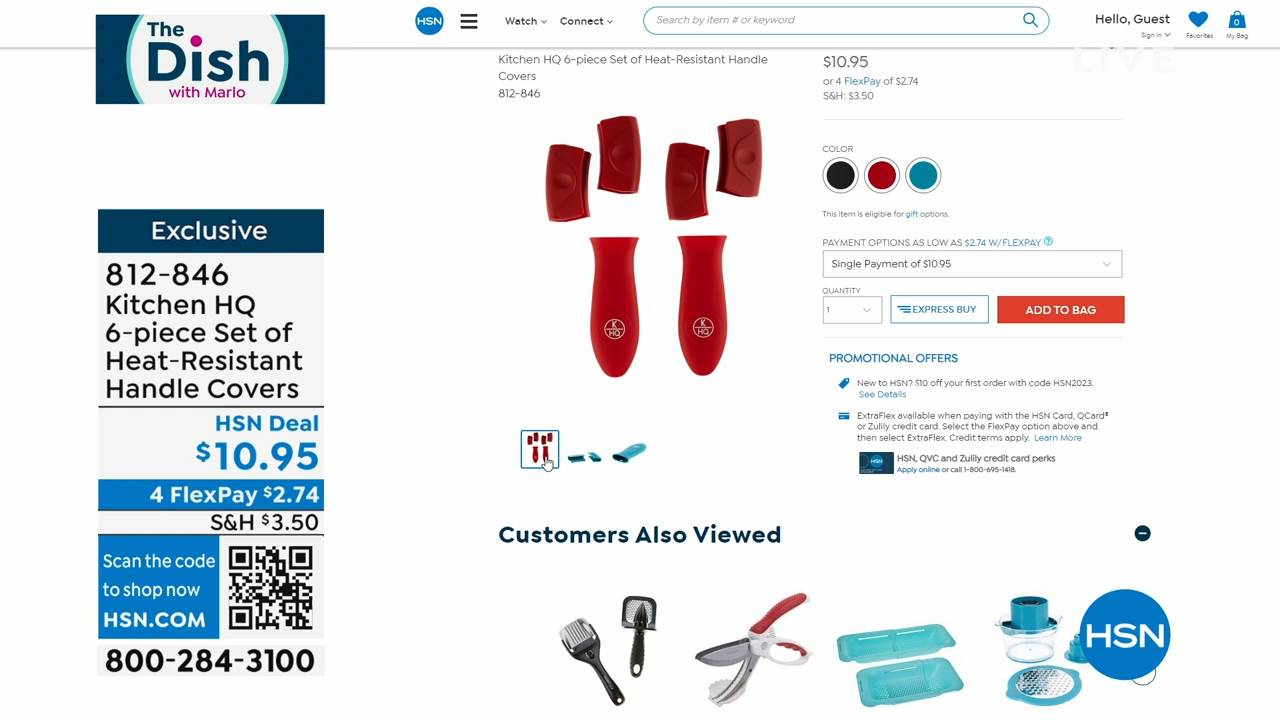 The
Dish
with Marlo
Exclusive
812-846
Kitchen HQ
6-piece Set of
Heat-Resistant
Handle Covers
HSN Deal
$10.95
4 FlexPay $2.74
S&H $3.50
Scan the code
to shop now
HSN.COM
800-284-3100
HSN
Watch
Connect
Search by item # or keyword
Hello, Guest
Sign in
Favorites
0
My Bag
LIVE
Kitchen HQ 6-piece Set of Heat-Resistant Handle
Covers
812-846
K
HQ
K
HQ
$10.95
or 4 FlexPay of $2.74
S&H: $3.50
COLOR
This item is eligible for gift options.
PAYMENT OPTIONS AS LOW AS $2.74 W/FLEXPAY ?
Single Payment of $10.95
QUANTITY
1
EXPRESS BUY
ADD TO BAG
PROMOTIONAL OFFERS
New to HSN? $10 off your first order with code HSN2023.
See Details
ExtraFlex available when paying with the HSN Card, QCard®
or Zulily credit card. Select the FlexPay option above and
then select ExtraFlex. Credit terms apply. Learn More
HSN
HSN, QVC and Zulily credit card perks
Apply online or call 1-800-695-1418.
Customers Also Viewed
HSN